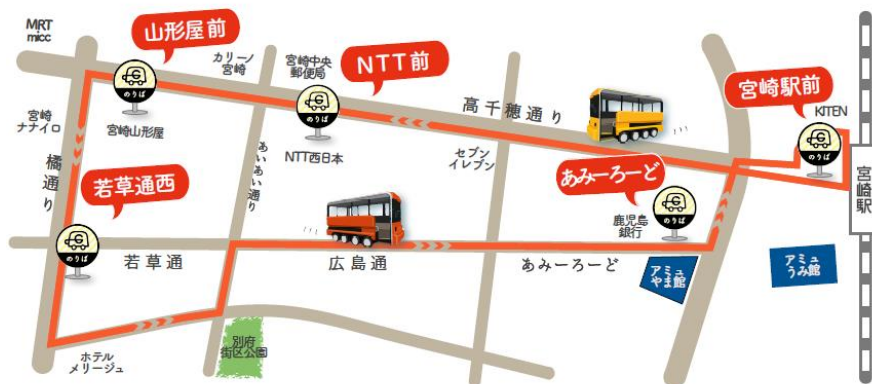 MRT
micc
山形屋前
カリーノ
宮崎
宮崎中央
郵便局
NTT前
高千穂通り
宮崎駅前
KITEN
のりば
のりば
のりば
宮崎
ナナイロ
宮崎山形屋
NTT西日本
セブン
イレブン
あみーろーど
宮崎駅
橘通り
若草通西
あいあい通り
鹿児島
銀行
のりば
のりば
若草通
広島通
あみーろーど
アミュ
やま館
アミュ
うみ館
ホテル
メリージュ
別府
街区公園